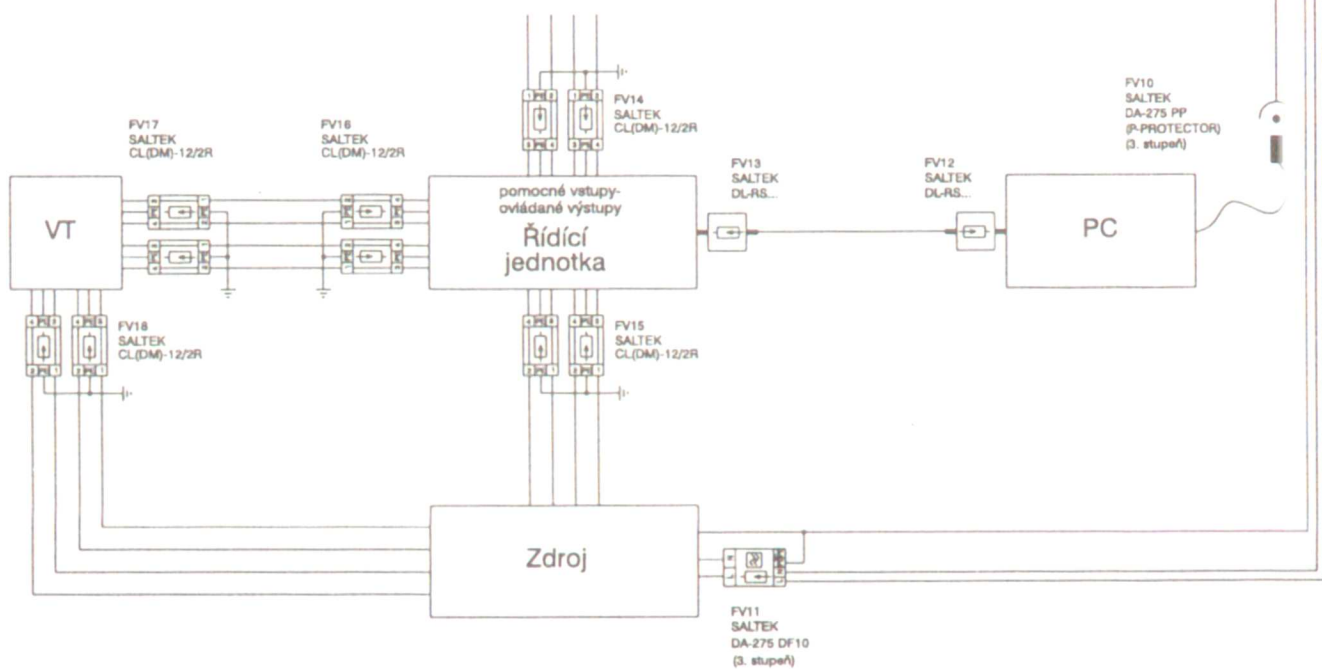 FV10
SALTEK
DA-275 PP
(P-PROTECTOR)
(3. stupeň)
FV14
SALTEK
CL(DM)-12/2R
FV17
SALTEK
CL(DM)-12/2R
FV16
SALTEK
CL(DM)-12/2R
FV13
SALTEK
DL-RS...
FV12
SALTEK
DL-RS...
VT
pomocné vstupy-
ovládané výstupy
Řídící
jednotka
PC
FV18
SALTEK
CL(DM)-12/2R
FV15
SALTEK
CL(DM)-12/2R
Zdroj
FV11
SALTEK
DA-275 DF10
(3. stupeň)